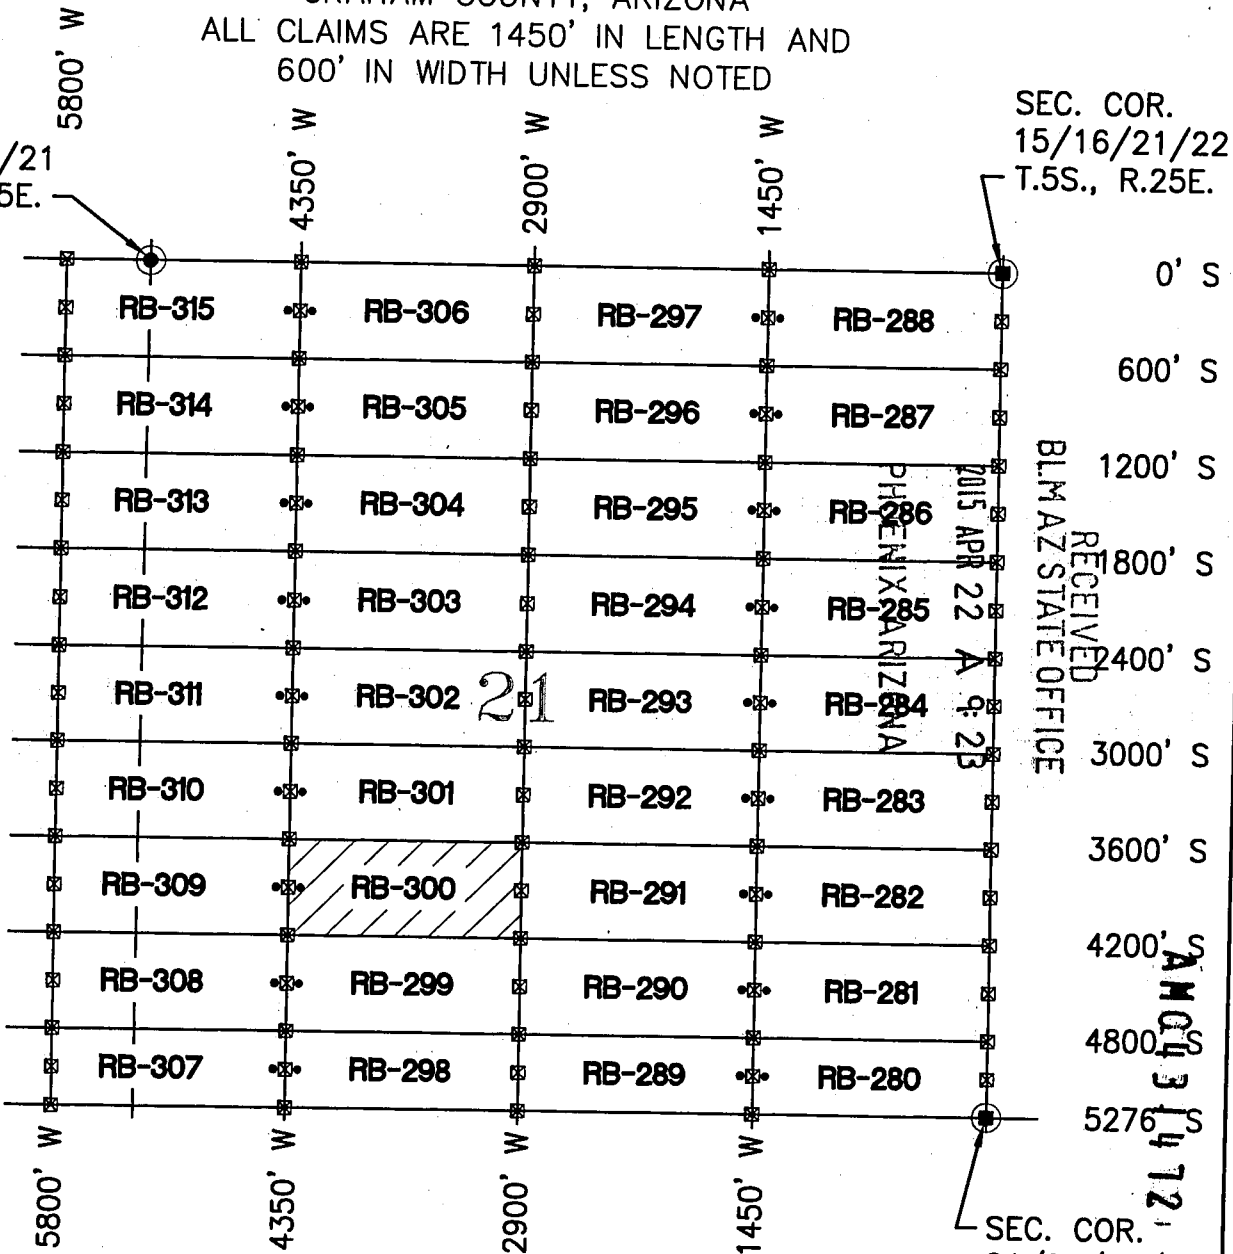 ALL CLAIMS ARE 1450' IN LENGTH AND
600' IN WIDTH UNLESS NOTED
5800' W
4350' W
2900' W
1450' W
SEC. COR.
15/16/21/22
T.5S., R.25E.
/21
5E.
0' S
RB-315 RB-306 RB-297 RB-288
600' S
RB-314 RB-305 RB-296 RB-287
1200' S
RB-313 RB-304 RB-295 RB-286
1800' S
RB-312 RB-303 RB-294 RB-285
2400' S
RB-311 RB-302 21 RB-293 RB-284
3000' S
RB-310 RB-301 RB-292 RB-283
3600' S
RB-309 RB-300 RB-291 RB-282
4200' S
RB-308 RB-299 RB-290 RB-281
4800' S
RB-307 RB-298 RB-289 RB-280
5276' S
RECEIVED
BLM AZ STATE OFFICE
2015 APR 22 A 9:23
PHOENIX ARIZONA
AMC431472
5800' W
4350' W
2900' W
1450' W
SEC. COR.